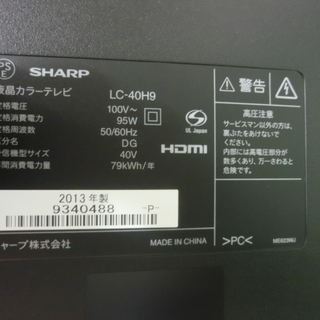 PS
E
SHARP
液晶カラーテレビ LC-40H9
定格電圧 100V~
定格消費電力 95W
定格周波数 50/60Hz
区分名 DG
受信機型サイズ 40V
年間消費電力量 79kWh/年
2013年製
9340488 -P-
シャープ株式会社
MADE IN CHINA
UL Japan
HDMI
警告
高圧注意
サービスマン以外の方は、
裏ぶたをあけないで
ください。
内部には高電圧部分が
数多くあり、万一さわると
危険です。
>PC<